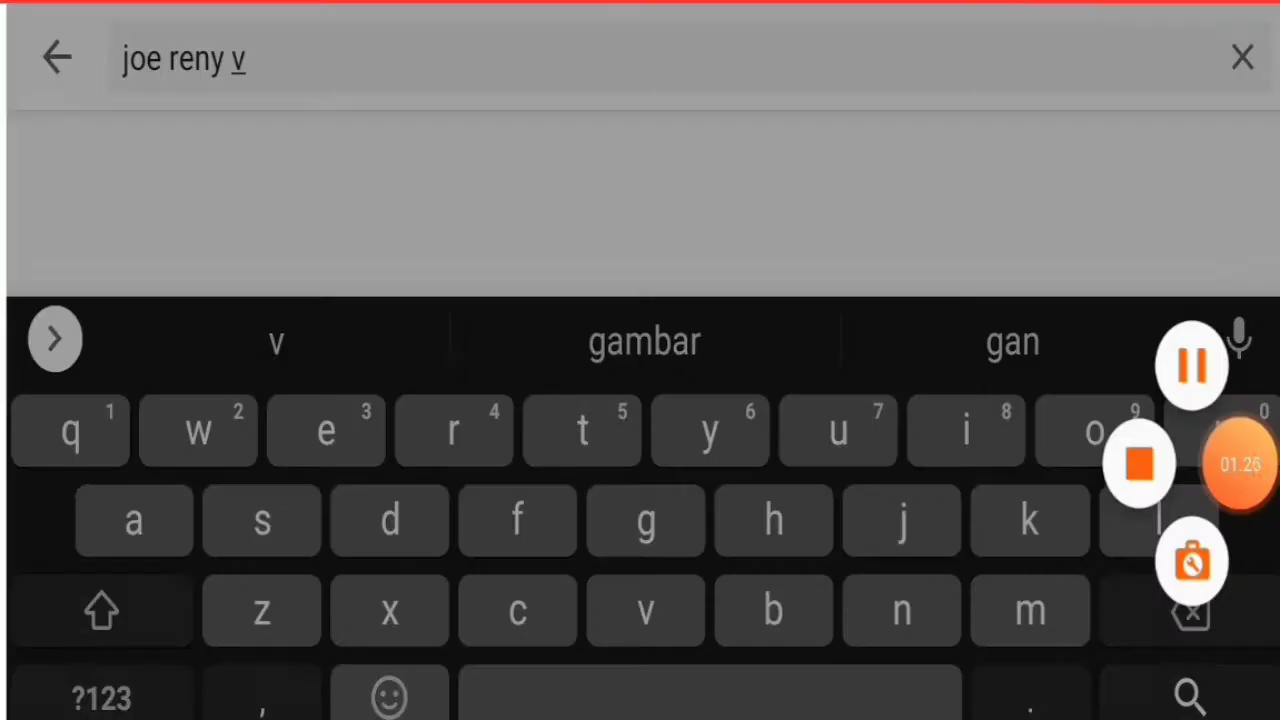 joe reny v
v gambar gan
q 1 w 2 e 3 r 4 t 5 y 6 u 7 i 8 o 9 0
a s d f g h j k l
01.26
z x c v b n m
?123 , .